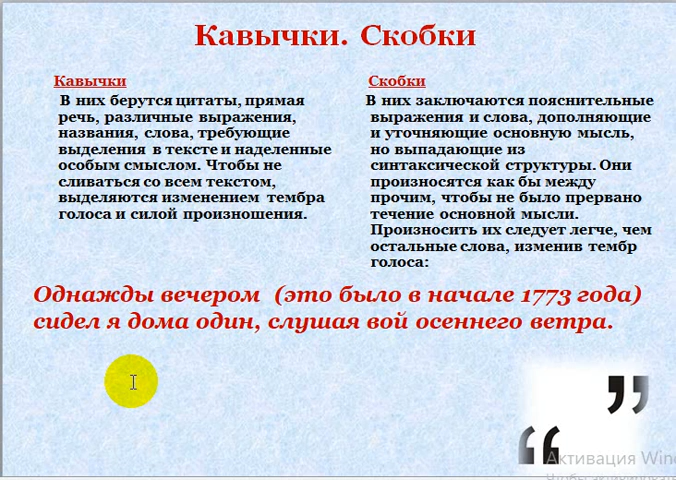 Кавычки. Скобки
Кавычки
В них берутся цитаты, прямая
речь, различные выражения,
названия, слова, требующие
выделения в тексте и наделенные
особым смыслом. Чтобы не
сливаться со всем текстом,
выделяются изменением тембра
голоса и силой произношения.
Скобки
В них заключаются пояснительные
выражения и слова, дополняющие
и уточняющие основную мысль,
но выпадающие из
синтаксической структуры. Они
произносятся как бы между
прочим, чтобы не было прервано
течение основной мысли.
Произносить их следует легче, чем
остальные слова, изменив тембр
голоса:
Однажды вечером (это было в начале 1773 года)
сидел я дома один, слушая вой осеннего ветра.
” “
Активация Win